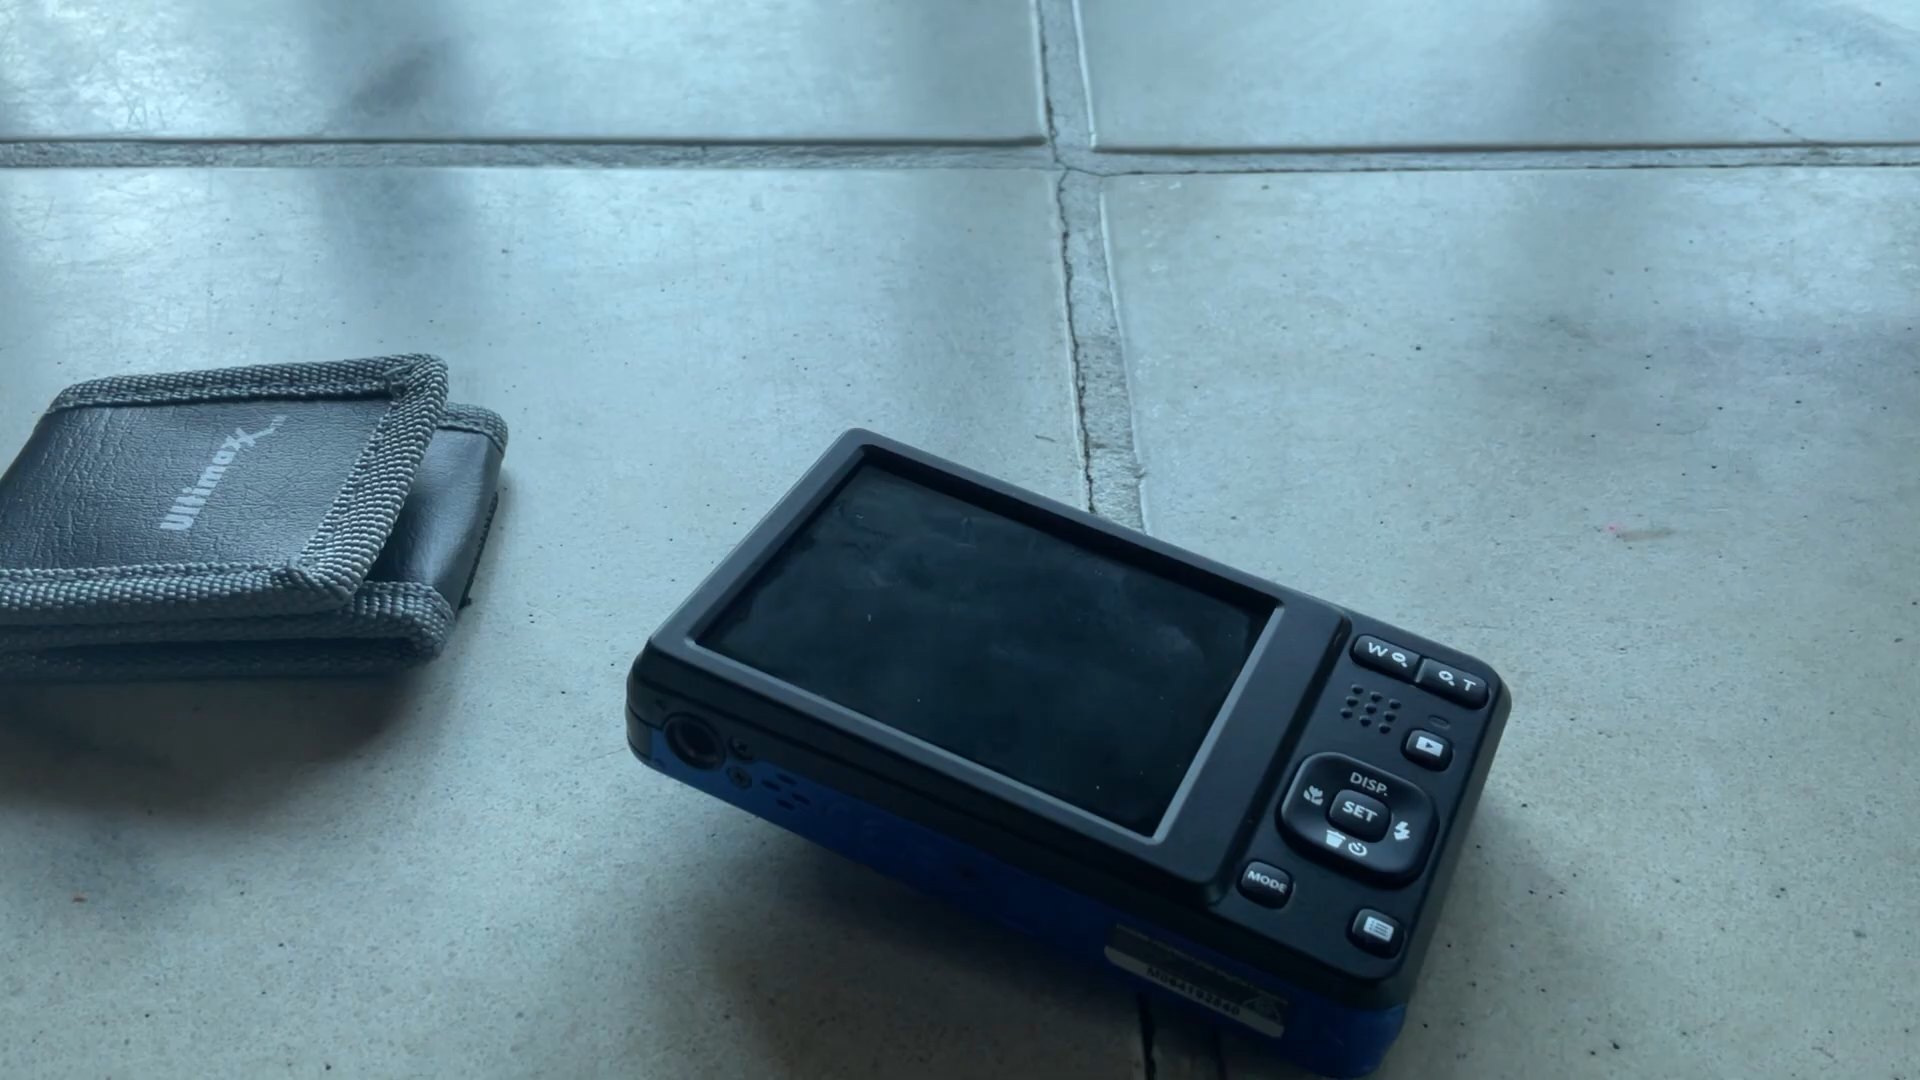 Ultimaxx
W
T
DISP.
SET
MODE